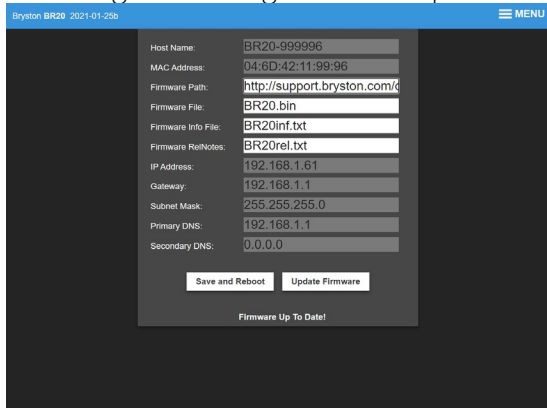 Bryston BR20 2021-01-25b
MENU
Host Name: BR20-999996
MAC Address: 04:6D:42:11:99:96
Firmware Path: http://support.bryston.com/
Firmware File: BR20.bin
Firmware Info File: BR20inf.txt
Firmware RelNotes: BR20rel.txt
IP Address: 192.168.1.61
Gateway: 192.168.1.1
Subnet Mask: 255.255.255.0
Primary DNS: 192.168.1.1
Secondary DNS: 0.0.0.0
Save and Reboot Update Firmware
Firmware Up To Date!